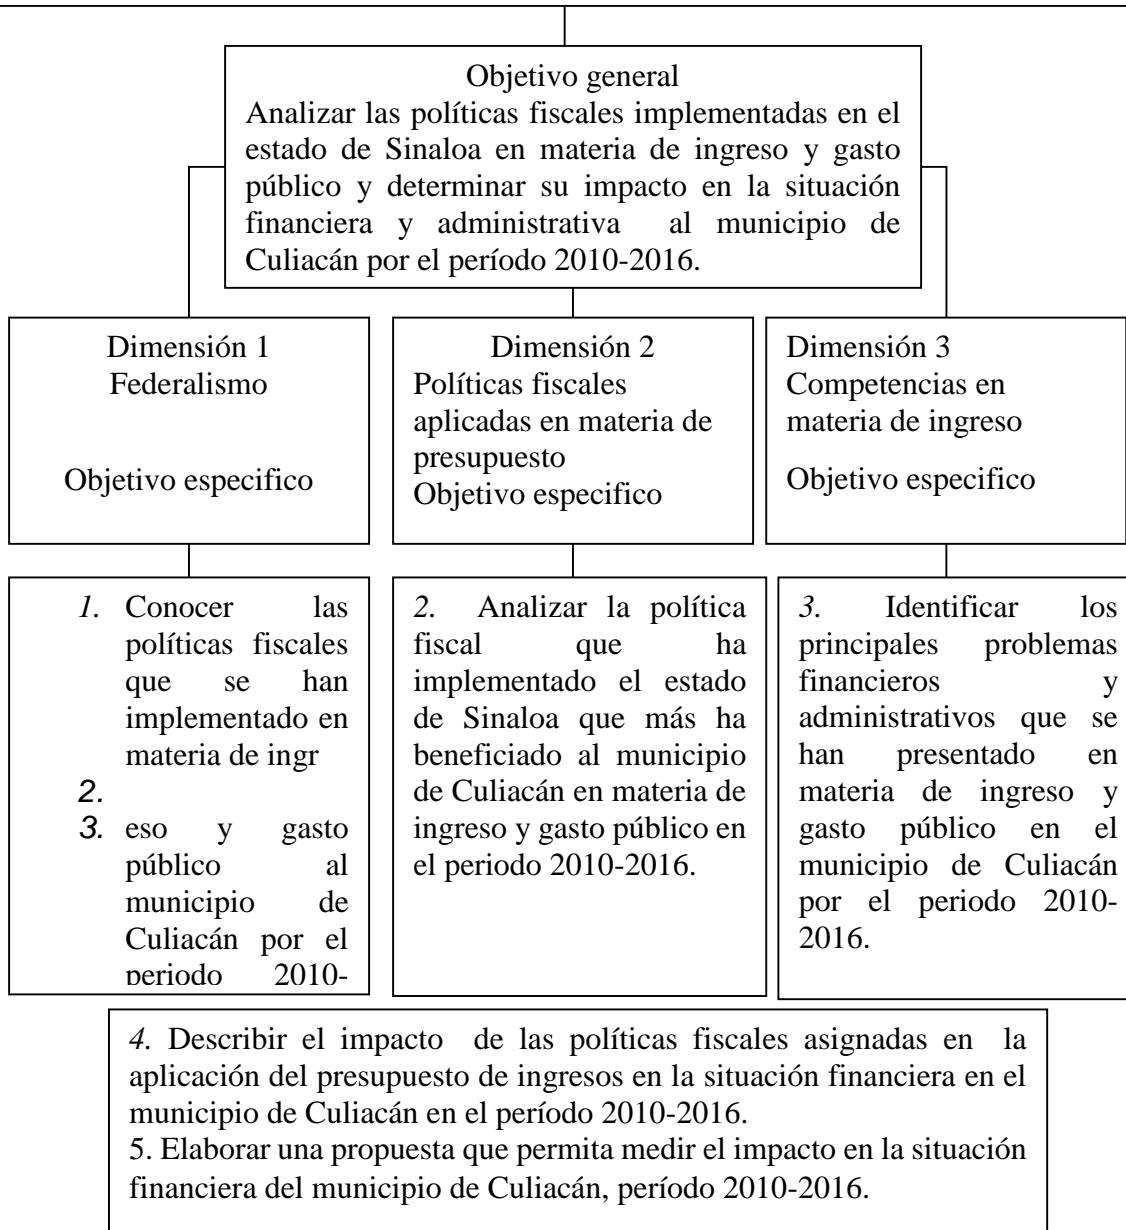 Objetivo general
Analizar las políticas fiscales implementadas en el
estado de Sinaloa en materia de ingreso y gasto
público y determinar su impacto en la situación
financiera y administrativa al municipio de
Culiacán por el período 2010-2016.
Dimensión 1
Federalismo
Objetivo especifico
Dimensión 2
Políticas fiscales
aplicadas en materia de
presupuesto
Objetivo especifico
Dimensión 3
Competencias en
materia de ingreso
Objetivo especifico
1. Conocer las
políticas fiscales
que se han
implementado en
materia de ingr
2.
3. eso y gasto
público al
municipio de
Culiacán por el
periodo 2010-
2. Analizar la política
fiscal que ha
implementado el estado
de Sinaloa que más ha
beneficiado al municipio
de Culiacán en materia de
ingreso y gasto público en
el periodo 2010-2016.
3. Identificar los
principales problemas
financieros y
administrativos que se
han presentado en
materia de ingreso y
gasto público en el
municipio de Culiacán
por el periodo 2010-
2016.
4. Describir el impacto de las políticas fiscales asignadas en la
aplicación del presupuesto de ingresos en la situación financiera en el
municipio de Culiacán en el período 2010-2016.
5. Elaborar una propuesta que permita medir el impacto en la situación
financiera del municipio de Culiacán, período 2010-2016.